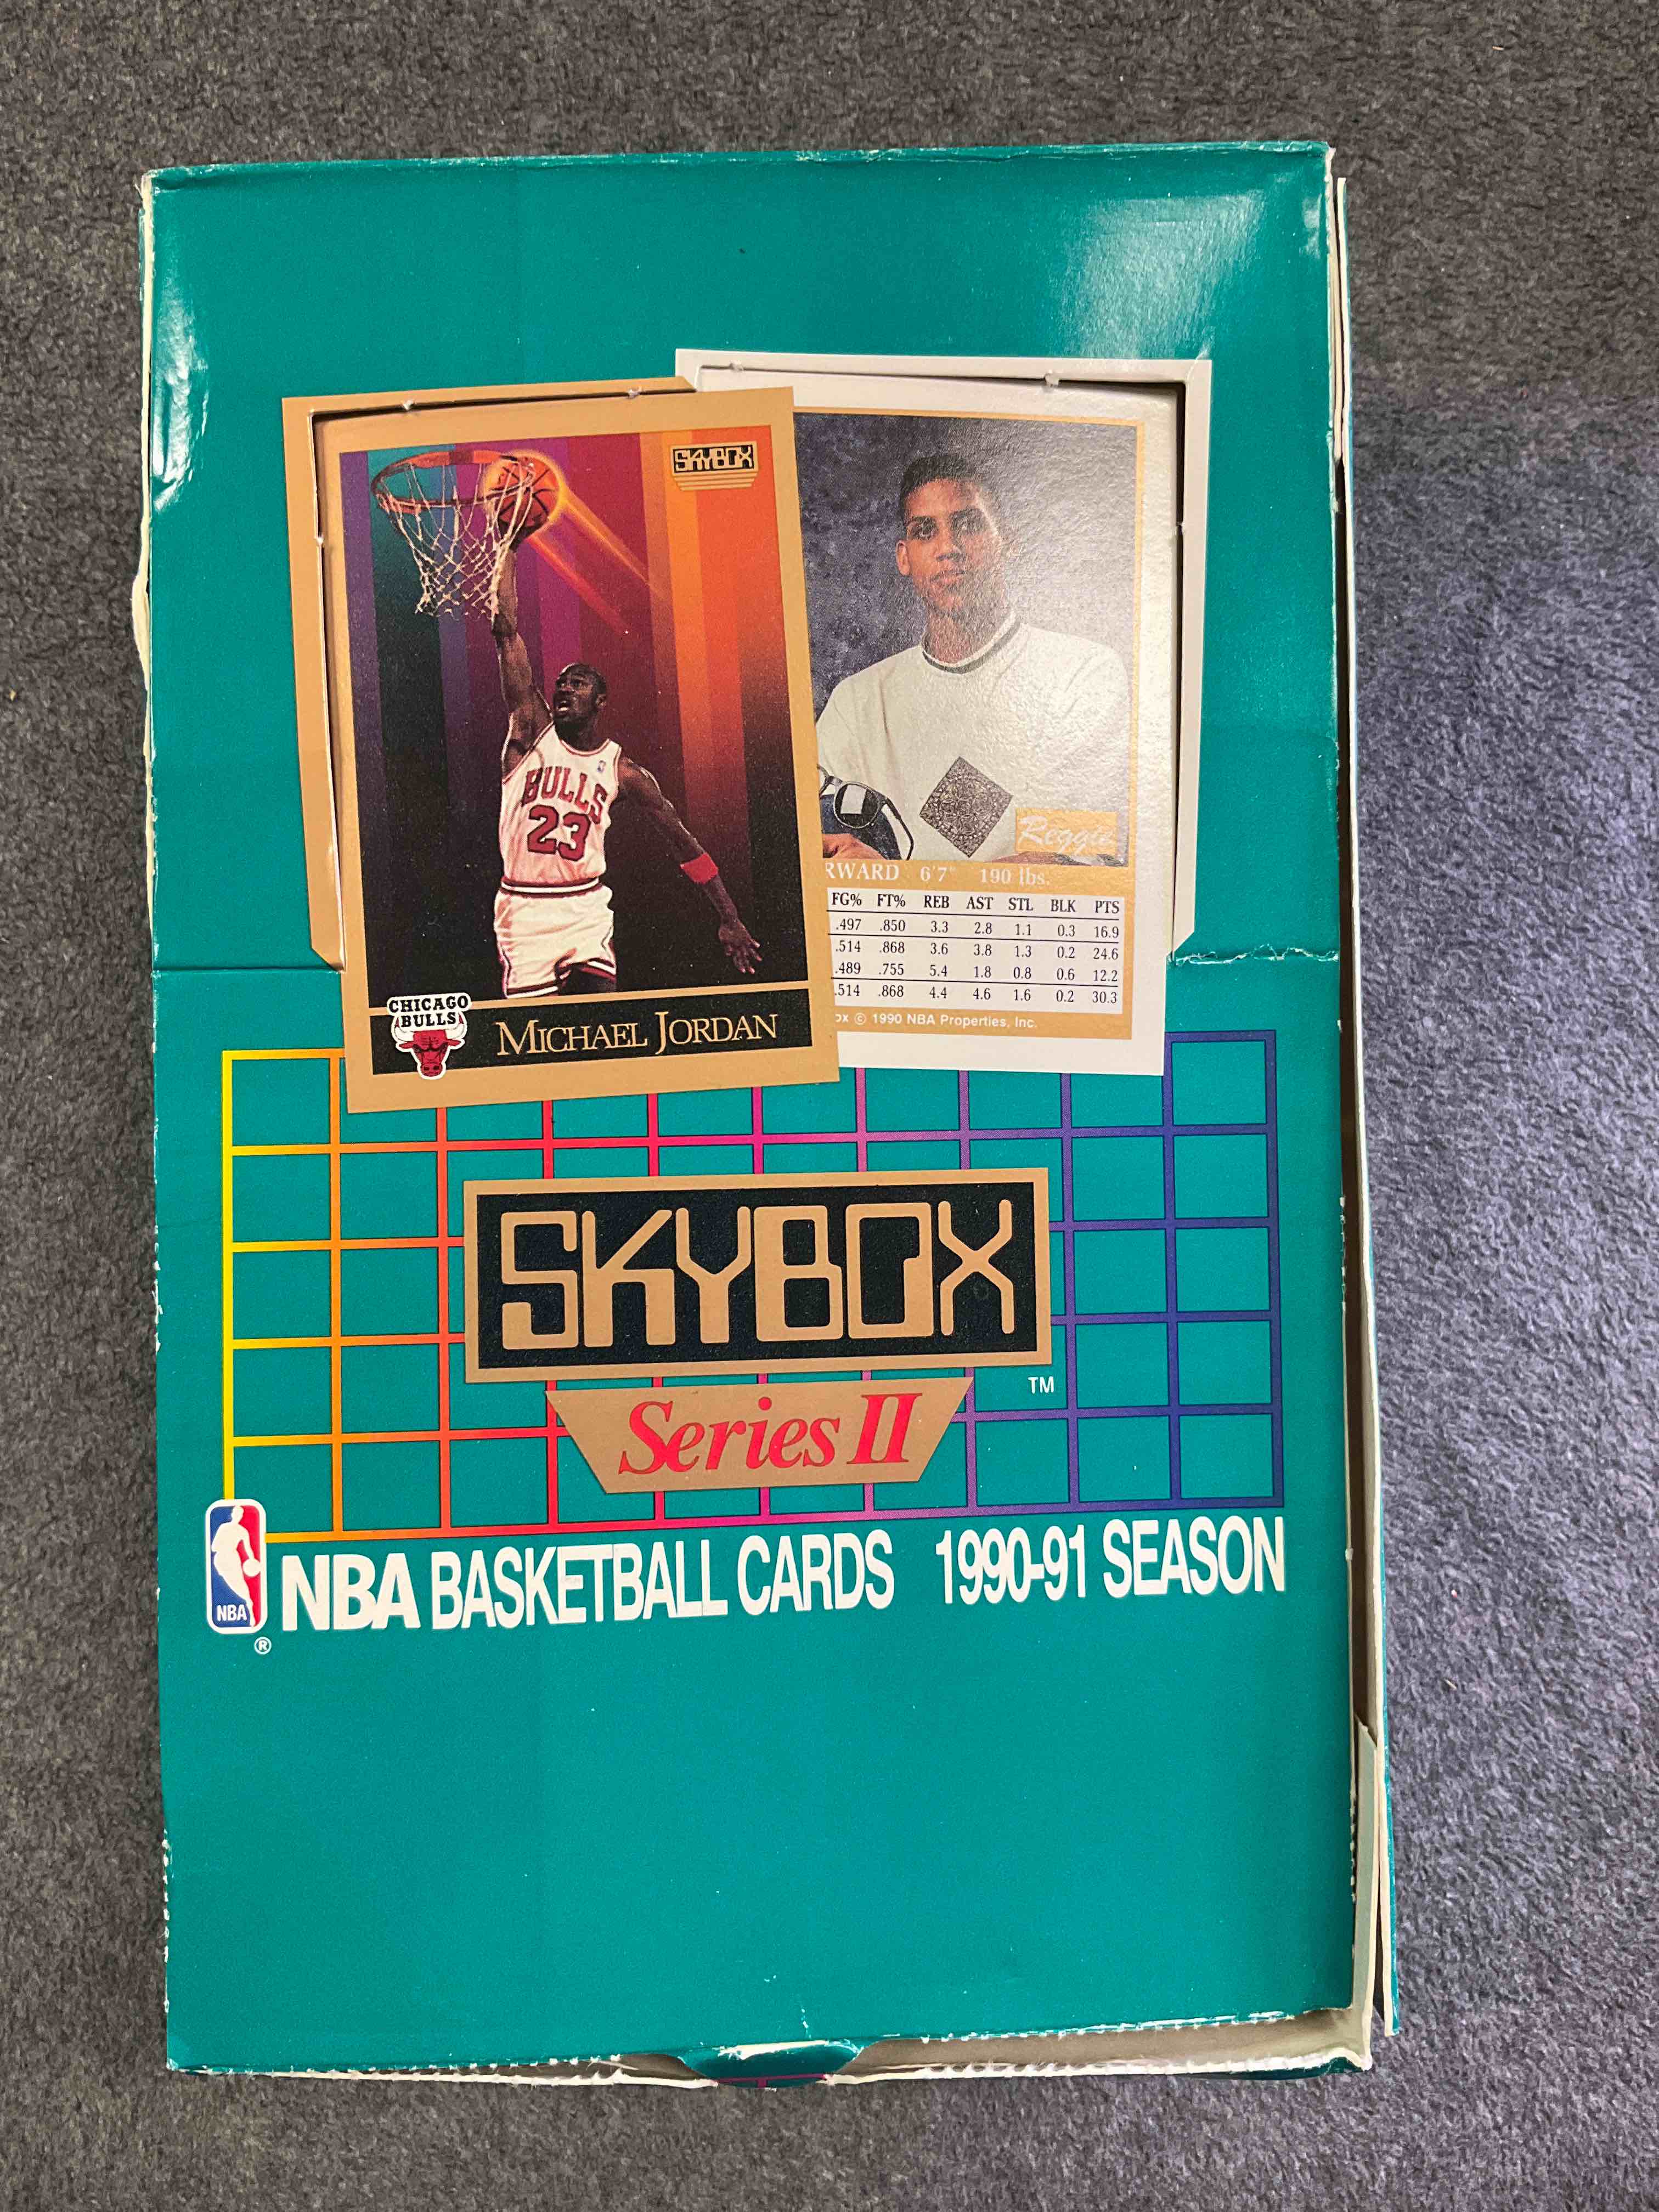 SKYBOX
BULLS
23
CHICAGO
BULLS
MICHAEL JORDAN
Reggie
RWARD 6'7" 190 lbs.
FG% FT% REB AST STL BLK PTS
.497 .850 3.3 2.8 1.1 0.3 16.9
.514 .868 3.6 3.8 1.3 0.2 24.6
.489 .755 5.4 1.8 0.8 0.6 12.2
.514 .868 4.4 4.6 1.6 0.2 30.3
ox © 1990 NBA Properties, Inc.
SKYBOX
TM
Series II
NBA
®
NBA BASKETBALL CARDS 1990-91 SEASON